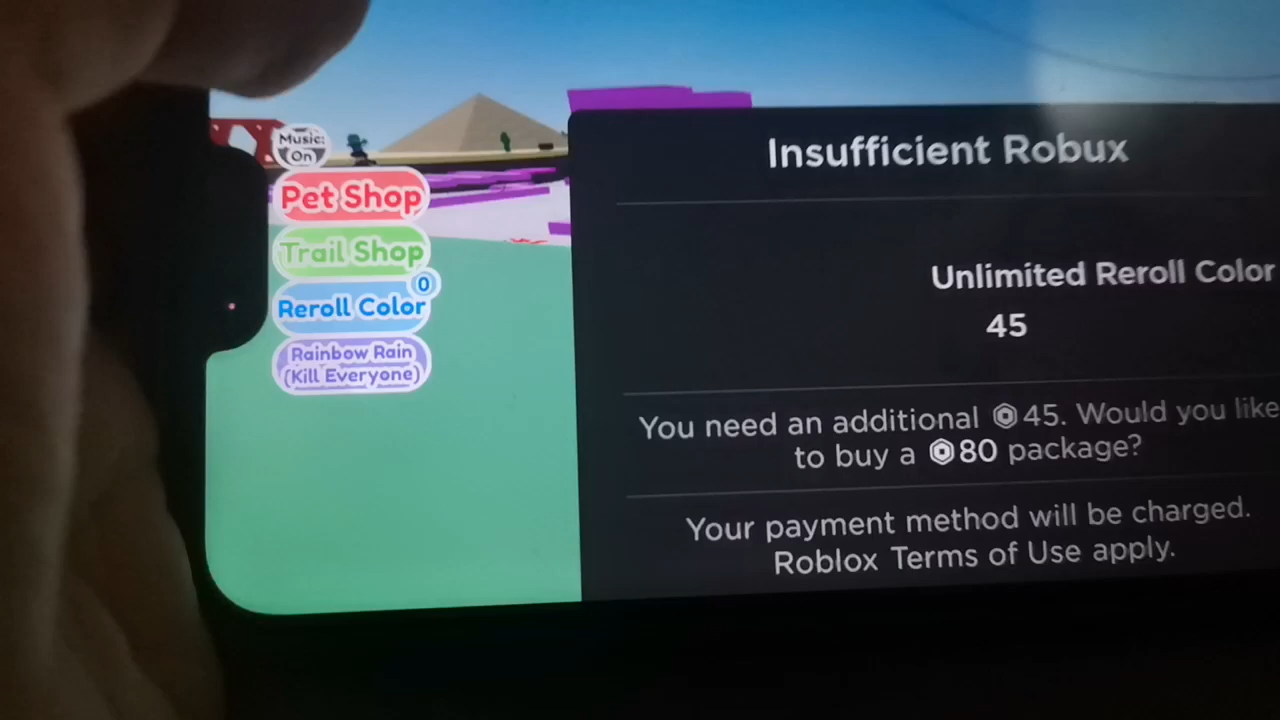 Music:
On
Pet Shop
Trail Shop
0
Reroll Color
Rainbow Rain
(Kill Everyone)
Insufficient Robux
Unlimited Reroll Color
45
You need an additional 45. Would you like
to buy a 80 package?
Your payment method will be charged.
Roblox Terms of Use apply.